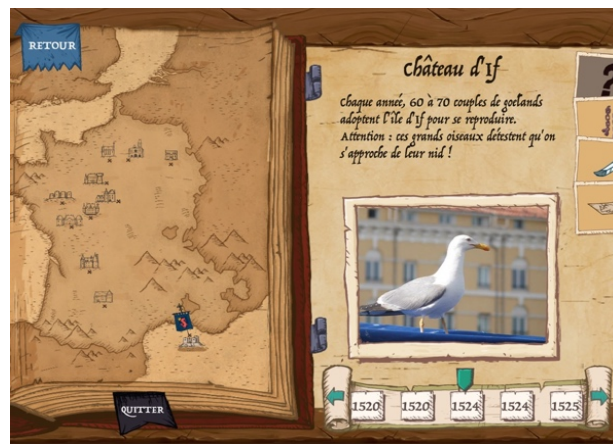 RETOUR
Château d'If
Chaque année, 60 à 70 couples de goélands
adoptent l'île d'If pour se reproduire.
Attention : ces grands oiseaux détestent qu'on
s'approche de leur nid !
QUITTER
1520 1520 1524 1524 1525